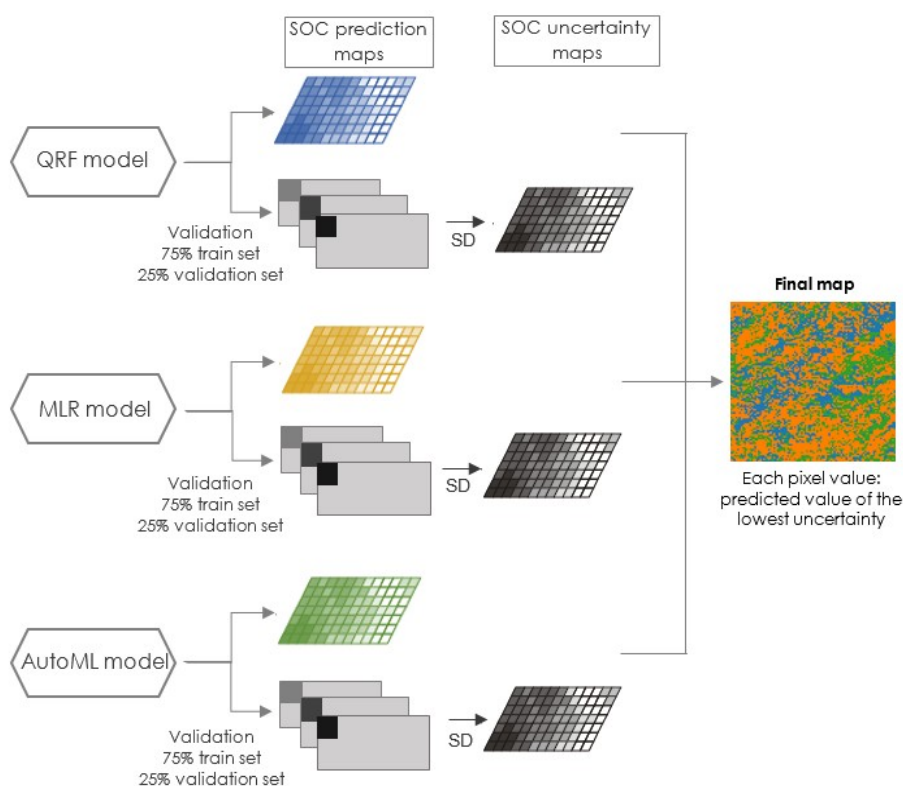 SOC prediction
maps
SOC uncertainty
maps
QRF model
Validation
75% train set
25% validation set
SD
MLR model
Validation
75% train set
25% validation set
SD
AutoML model
Validation
75% train set
25% validation set
SD
Final map
Each pixel value:
predicted value of the
lowest uncertainty